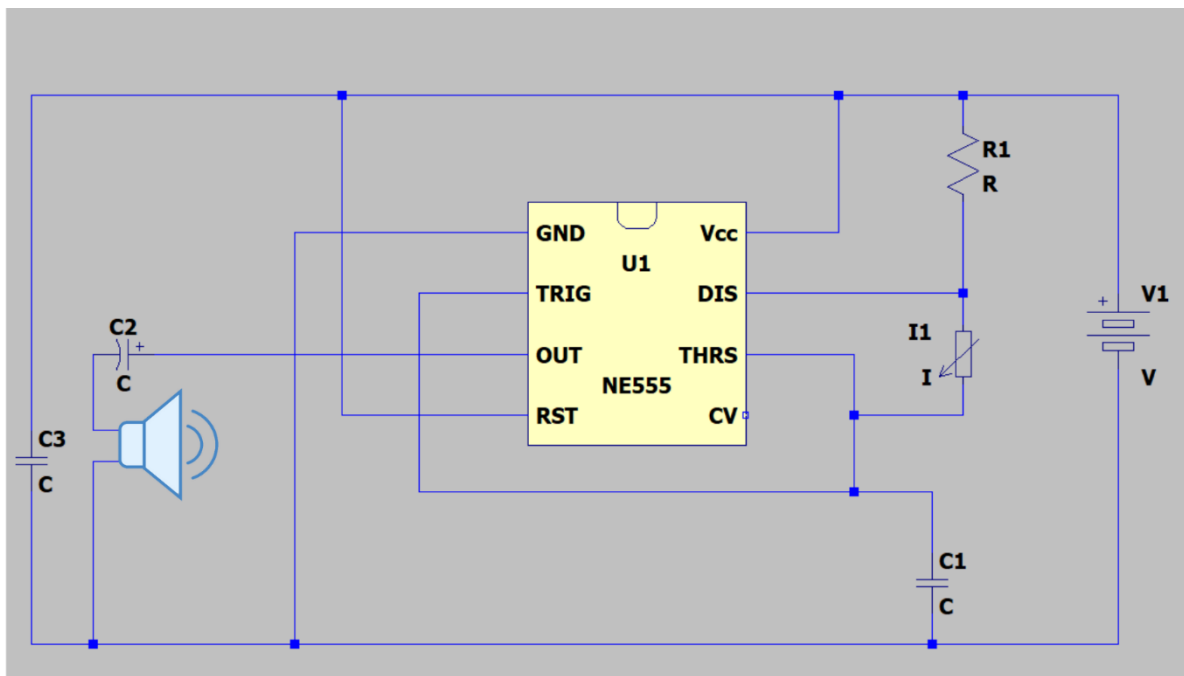 R1
R
GND
Vcc
U1
TRIG
DIS
+
V1
C2
+
I1
OUT
THRS
C
I
V
NE555
RST
CV
C3
C
C1
C